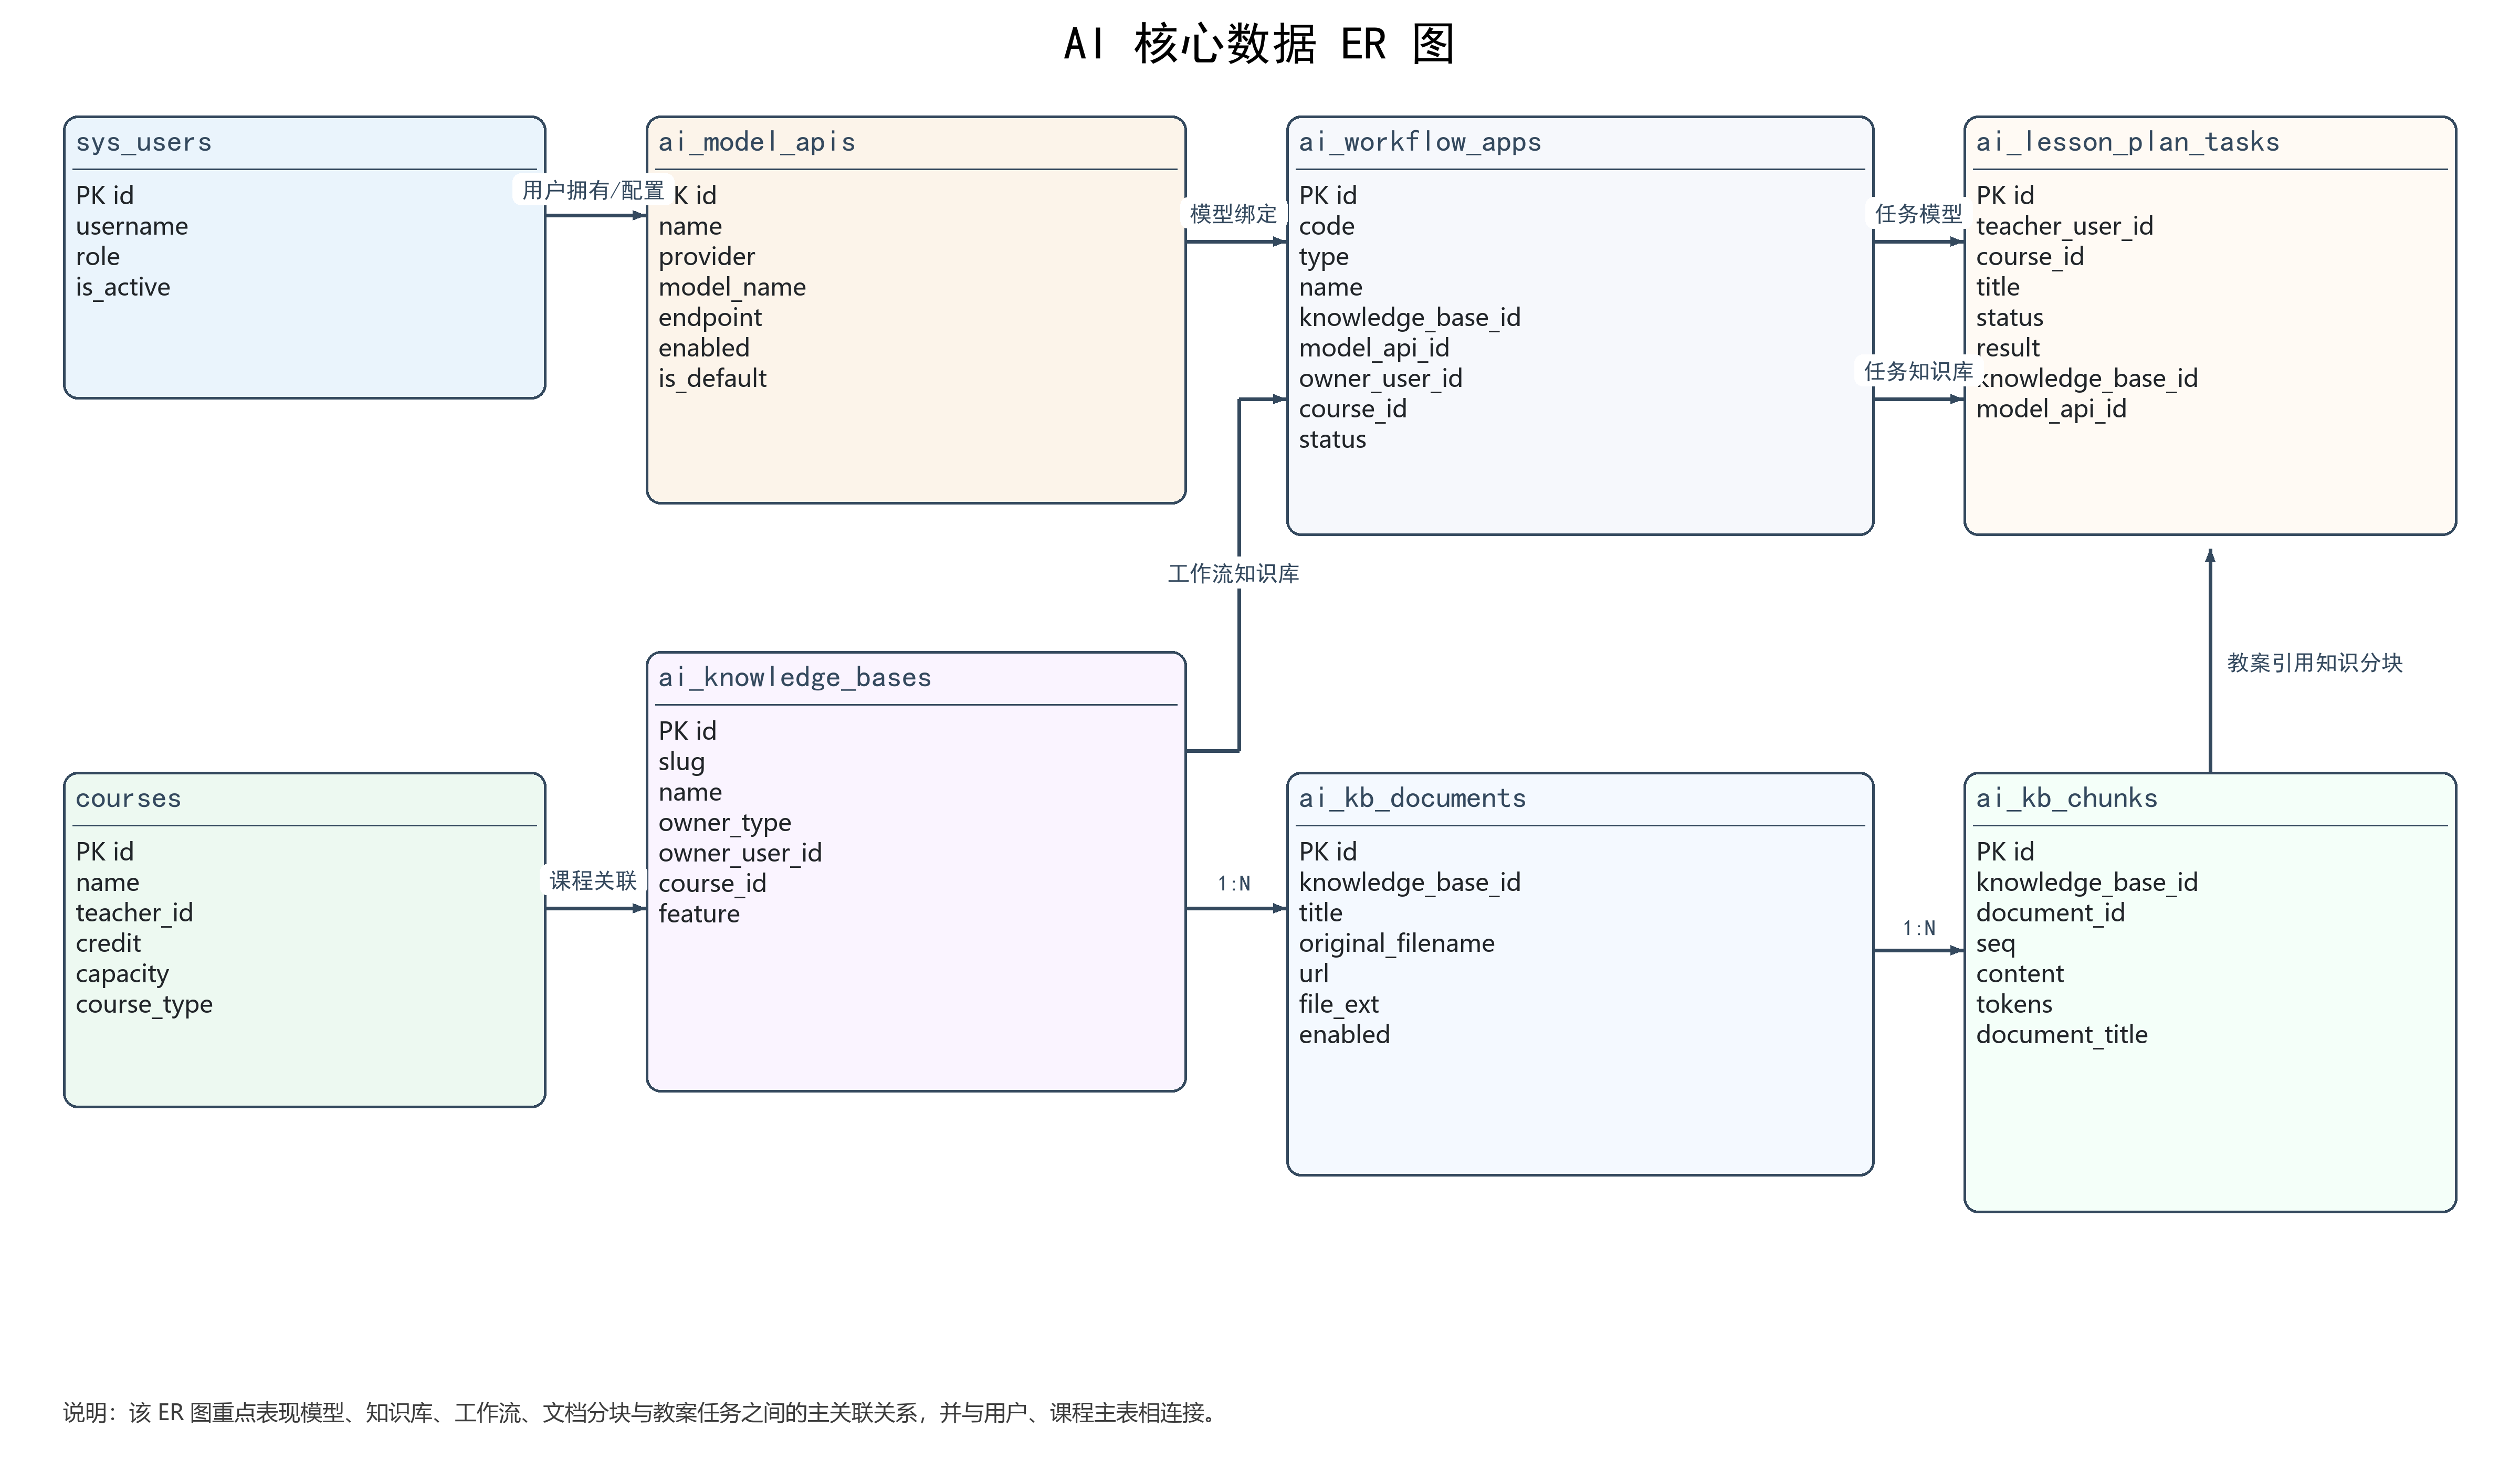 AI 核心数据 ER 图
sys_users
PK id
username
role
is_active
用户拥有/配置
ai_model_apis
K id
name
provider
model_name
endpoint
enabled
is_default
模型绑定
ai_workflow_apps
PK id
code
type
name
knowledge_base_id
model_api_id
owner_user_id
course_id
status
任务模型
任务知识库
ai_lesson_plan_tasks
PK id
teacher_user_id
course_id
title
status
result
knowledge_base_id
model_api_id
工作流知识库
教案引用知识分块
courses
PK id
name
teacher_id
credit
capacity
course_type
课程关联
ai_knowledge_bases
PK id
slug
name
owner_type
owner_user_id
course_id
feature
1:N
ai_kb_documents
PK id
knowledge_base_id
title
original_filename
url
file_ext
enabled
1:N
ai_kb_chunks
PK id
knowledge_base_id
document_id
seq
content
tokens
document_title
说明：该 ER 图重点表现模型、知识库、工作流、文档分块与教案任务之间的主关联关系，并与用户、课程主表相连接。